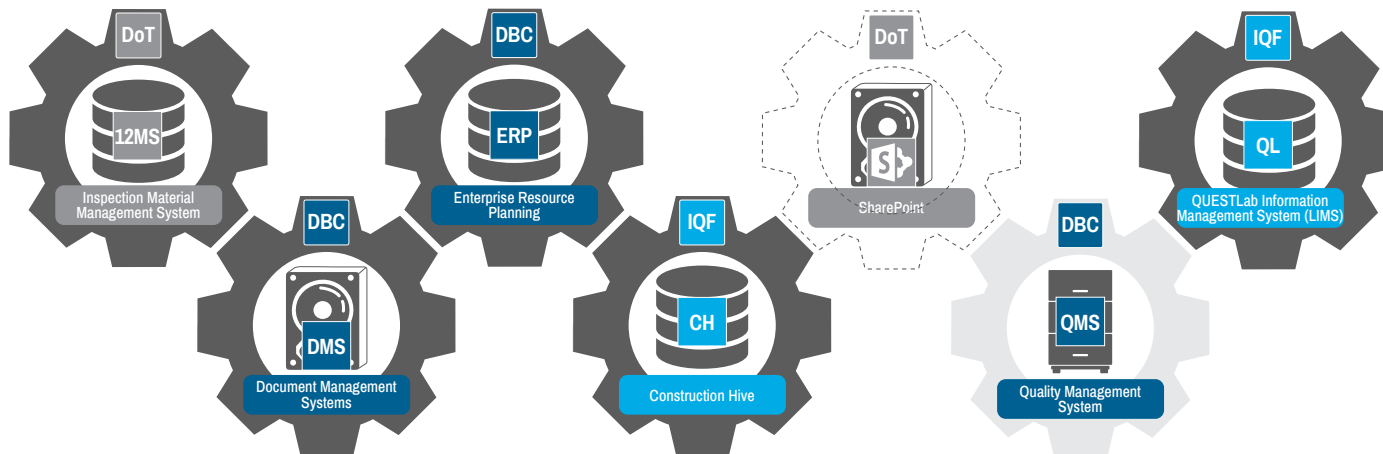 DoT
12MS
Inspection Material
Management System
DBC
DMS
Document Management
Systems
DBC
ERP
Enterprise Resource
Planning
IQF
CH
Construction Hive
DoT
S
SharePoint
DBC
QMS
Quality Management
System
IQF
QL
QUESTLab Information
Management System (LIMS)